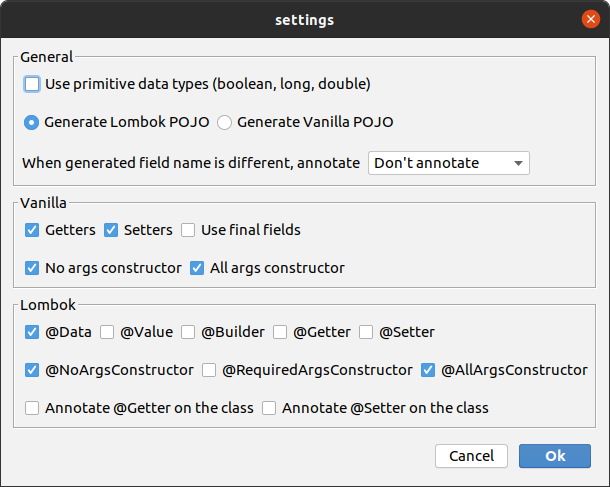 settings
General
Use primitive data types (boolean, long, double)
Generate Lombok POJO Generate Vanilla POJO
When generated field name is different, annotate Don't annotate
Vanilla
Getters Setters Use final fields
No args constructor All args constructor
Lombok
@Data @Value @Builder @Getter @Setter
@NoArgsConstructor @RequiredArgsConstructor @AllArgsConstructor
Annotate @Getter on the class Annotate @Setter on the class
Cancel Ok